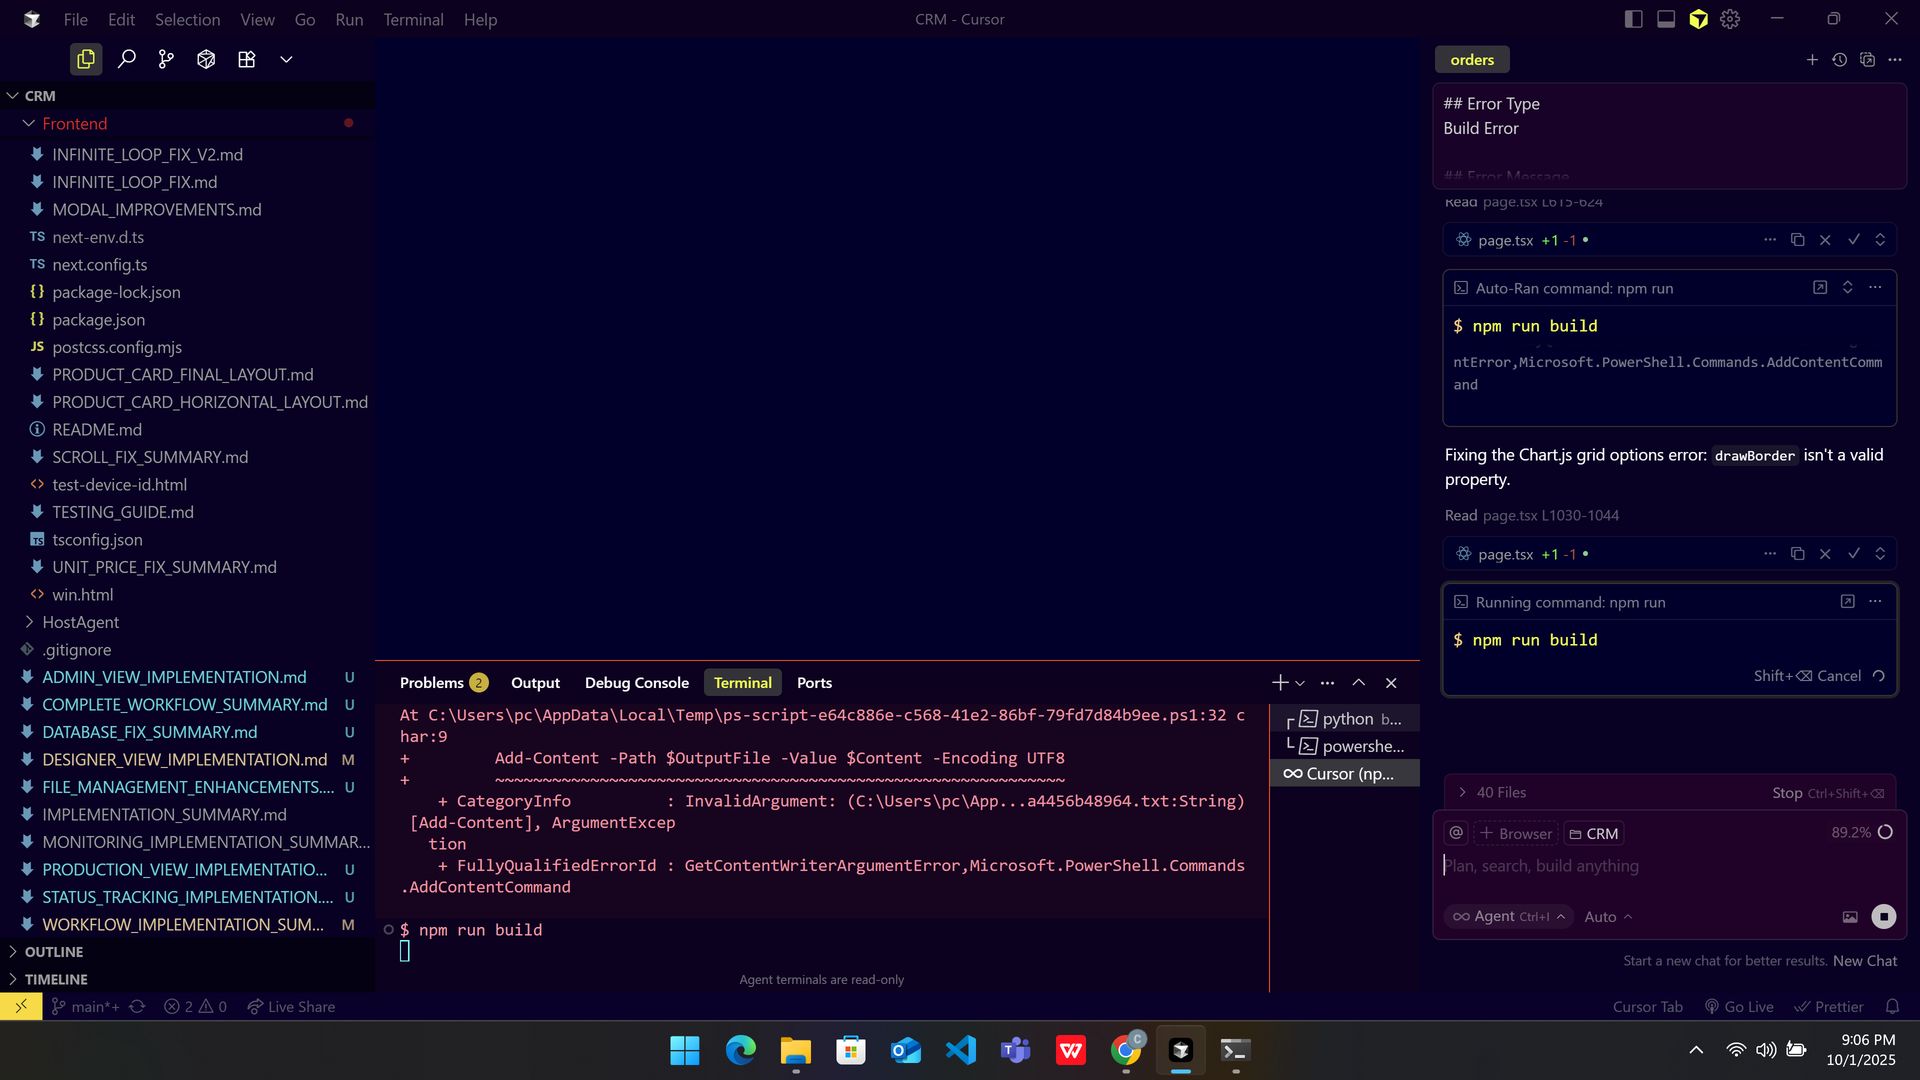 File Edit Selection View Go Run Terminal Help
CRM - Cursor
CRM
Frontend
INFINITE_LOOP_FIX_V2.md
INFINITE_LOOP_FIX.md
MODAL_IMPROVEMENTS.md
TS next-env.d.ts
TS next.config.ts
{} package-lock.json
{} package.json
JS postcss.config.mjs
PRODUCT_CARD_FINAL_LAYOUT.md
PRODUCT_CARD_HORIZONTAL_LAYOUT.md
README.md
SCROLL_FIX_SUMMARY.md
<> test-device-id.html
TESTING_GUIDE.md
TS tsconfig.json
UNIT_PRICE_FIX_SUMMARY.md
<> win.html
HostAgent
.gitignore
ADMIN_VIEW_IMPLEMENTATION.md U
COMPLETE_WORKFLOW_SUMMARY.md U
DATABASE_FIX_SUMMARY.md U
DESIGNER_VIEW_IMPLEMENTATION.md M
FILE_MANAGEMENT_ENHANCEMENTS.... U
IMPLEMENTATION_SUMMARY.md
MONITORING_IMPLEMENTATION_SUMMAR...
PRODUCTION_VIEW_IMPLEMENTATIO... U
STATUS_TRACKING_IMPLEMENTATION.... U
WORKFLOW_IMPLEMENTATION_SUM... M
OUTLINE
TIMELINE
Problems 2 Output Debug Console Terminal Ports
At C:\Users\pc\AppData\Local\Temp\ps-script-e64c886e-c568-41e2-86bf-79fd7d84b9ee.ps1:32 c
har:9
+         Add-Content -Path $OutputFile -Value $Content -Encoding UTF8
+         ~~~~~~~~~~~~~~~~~~~~~~~~~~~~~~~~~~~~~~~~~~~~~~~~~~~~~~~~~~~~
+ CategoryInfo          : InvalidArgument: (C:\Users\pc\App...a4456b48964.txt:String)
[Add-Content], ArgumentExcep
tion
+ FullyQualifiedErrorId : GetContentWriterArgumentError,Microsoft.PowerShell.Commands
.AddContentCommand
$ npm run build
Agent terminals are read-only
python b...
powershe...
Cursor (np...
orders
## Error Type
Build Error
## Error Message
Read page.tsx L615-624
page.tsx +1 -1
Auto-Ran command: npm run
$ npm run build
ntError,Microsoft.PowerShell.Commands.AddContentComm
and
Fixing the Chart.js grid options error: drawBorder isn't a valid
property.
Read page.tsx L1030-1044
page.tsx +1 -1
Running command: npm run
$ npm run build
Shift+⌫ Cancel
40 Files Stop Ctrl+Shift+⌫
@ + Browser CRM 89.2%
Plan, search, build anything
Agent Ctrl+I Auto
Start a new chat for better results. New Chat
main*+ 2 0 Live Share
Cursor Tab Go Live Prettier
9:06 PM
10/1/2025